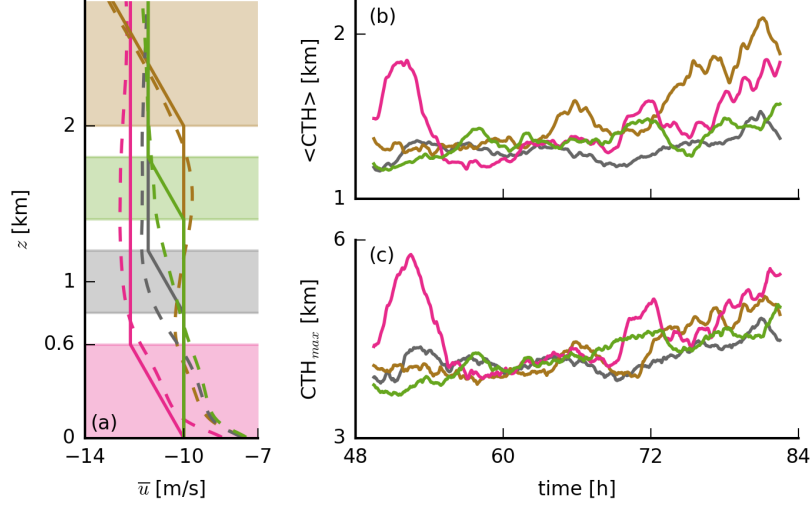 2
1
0.6
0
z [km]
(a)
−14
−10
−7
u̅ [m/s]
(b)
2
1
<CTH> [km]
(c)
6
3
CTHmax [km]
48
60
72
84
time [h]